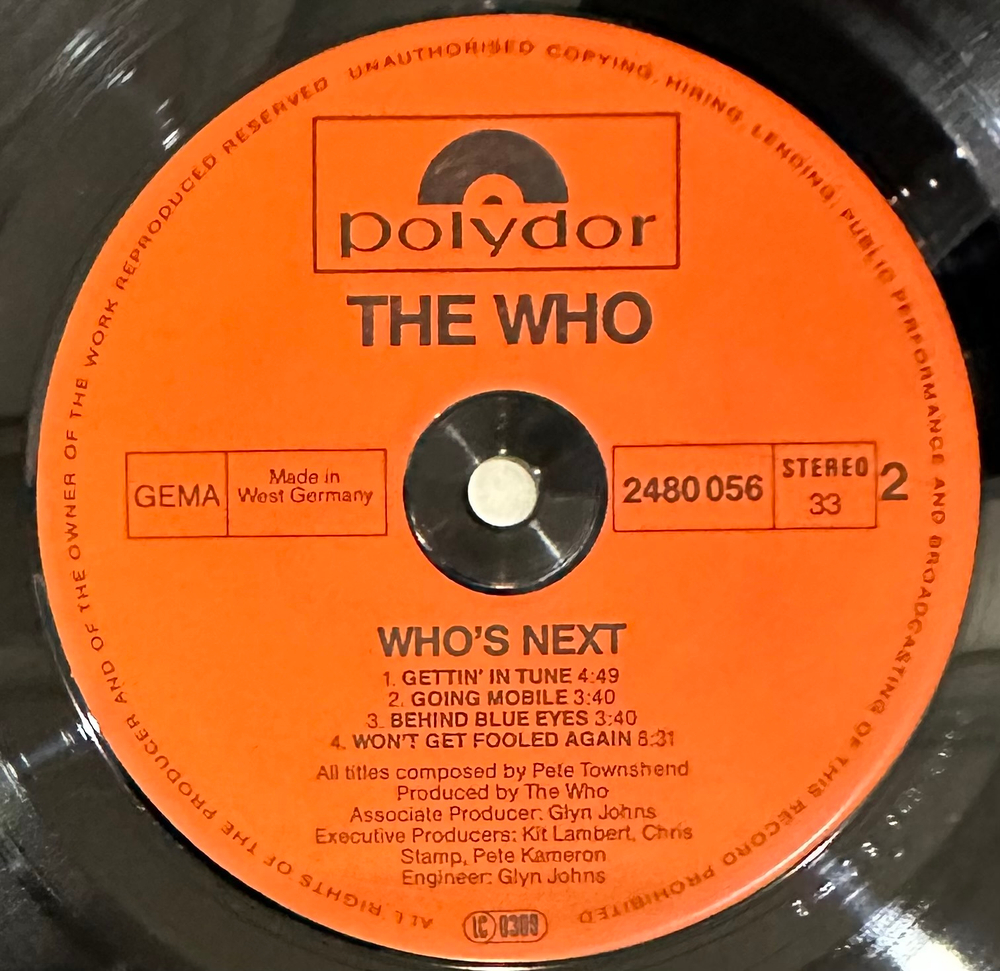 ALL RIGHTS OF THE PRODUCER AND OF THE OWNER OF THE WORK REPRODUCED RESERVED UNAUTHORISED COPYING, HIRING, LENDING, PUBLIC PERFORMANCE AND BROADCASTING OF THIS RECORD PROHIBITED
polydor
THE WHO
GEMA
Made in
West Germany
2480 056
STEREO
33
2
WHO'S NEXT
1. GETTIN' IN TUNE 4:49
2. GOING MOBILE 3:40
3. BEHIND BLUE EYES 3:40
4. WON'T GET FOOLED AGAIN 8:31
All titles composed by Pete Townshend
Produced by The Who
Associate Producer: Glyn Johns
Executive Producers: Kit Lambert, Chris
Stamp, Pete Kameron
Engineer: Glyn Johns
LC 0309